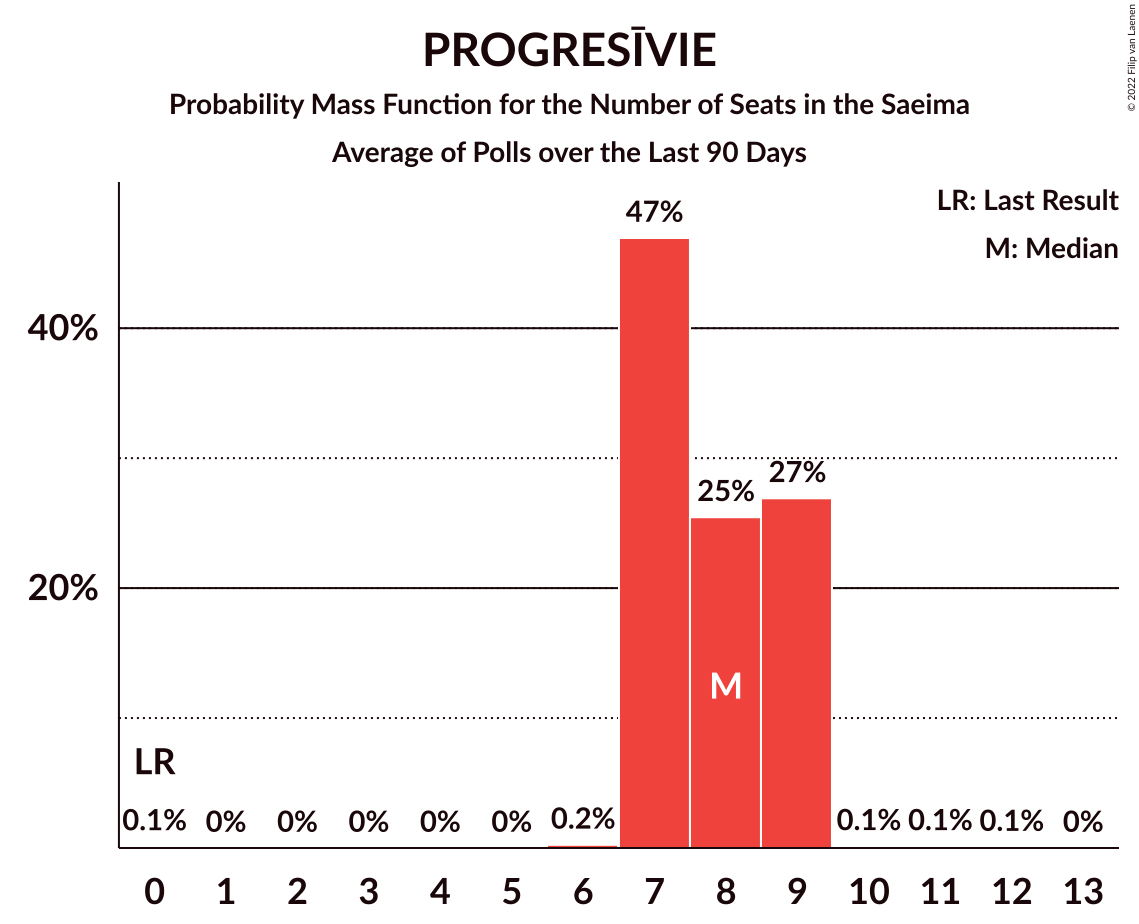 PROGRESĪVIE
Probability Mass Function for the Number of Seats in the Saeima
Average of Polls over the Last 90 Days
© 2022 Filip van Laenen
LR: Last Result
M: Median
47%
40%
27%
25%
20%
M
LR
0.1% 0% 0% 0% 0% 0% 0.2% 0.1% 0.1% 0.1% 0%
0 1 2 3 4 5 6 7 8 9 10 11 12 13